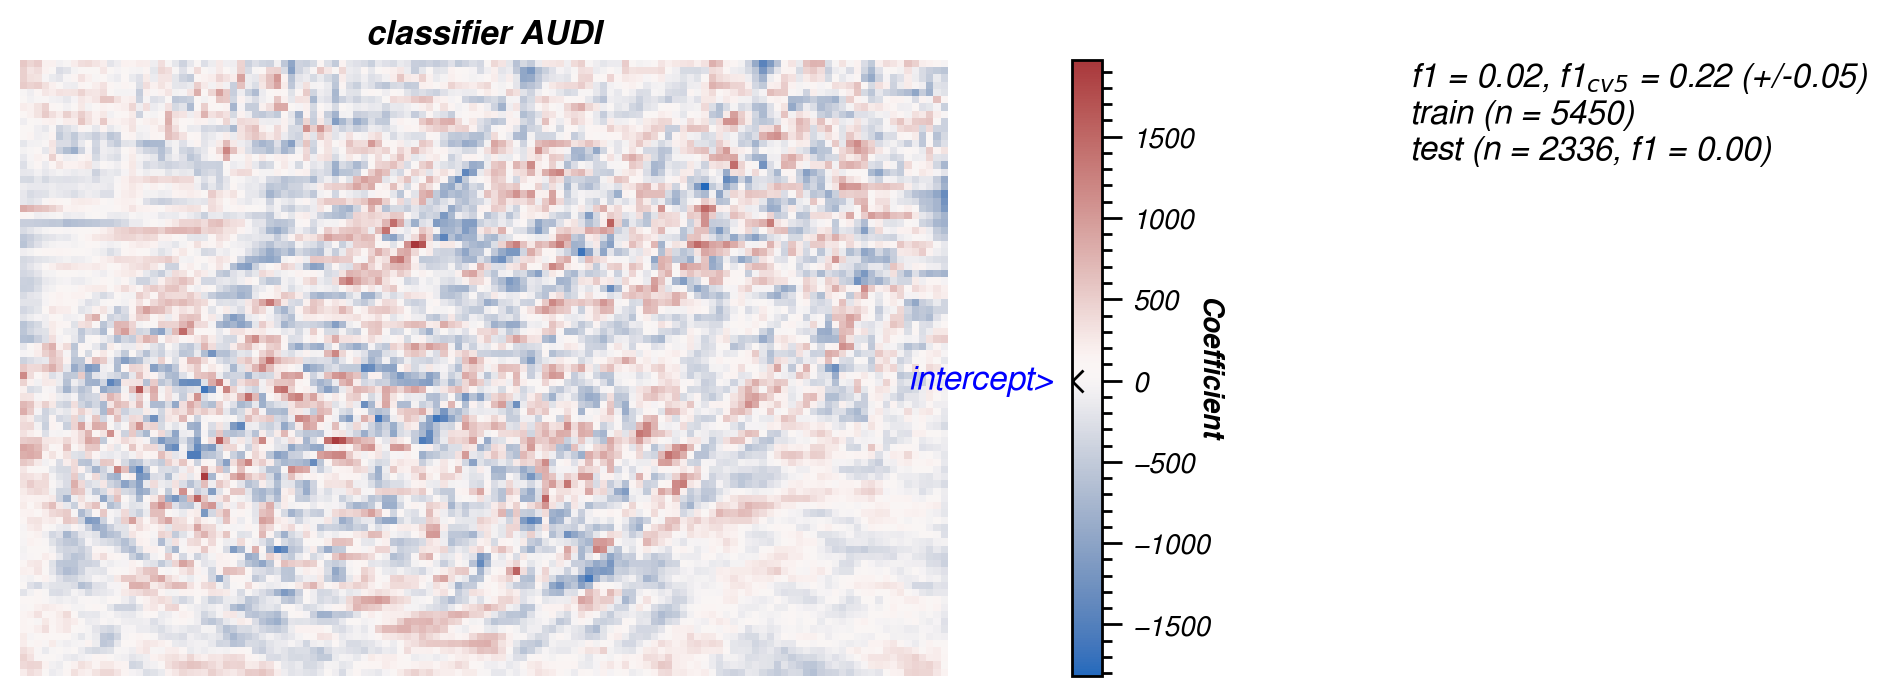 classifier AUDI
f1 = 0.02, f1cv5 = 0.22 (+/-0.05)
train (n = 5450)
test (n = 2336, f1 = 0.00)
1500
1000
500
intercept>
0
−500
−1000
−1500
Coefficient